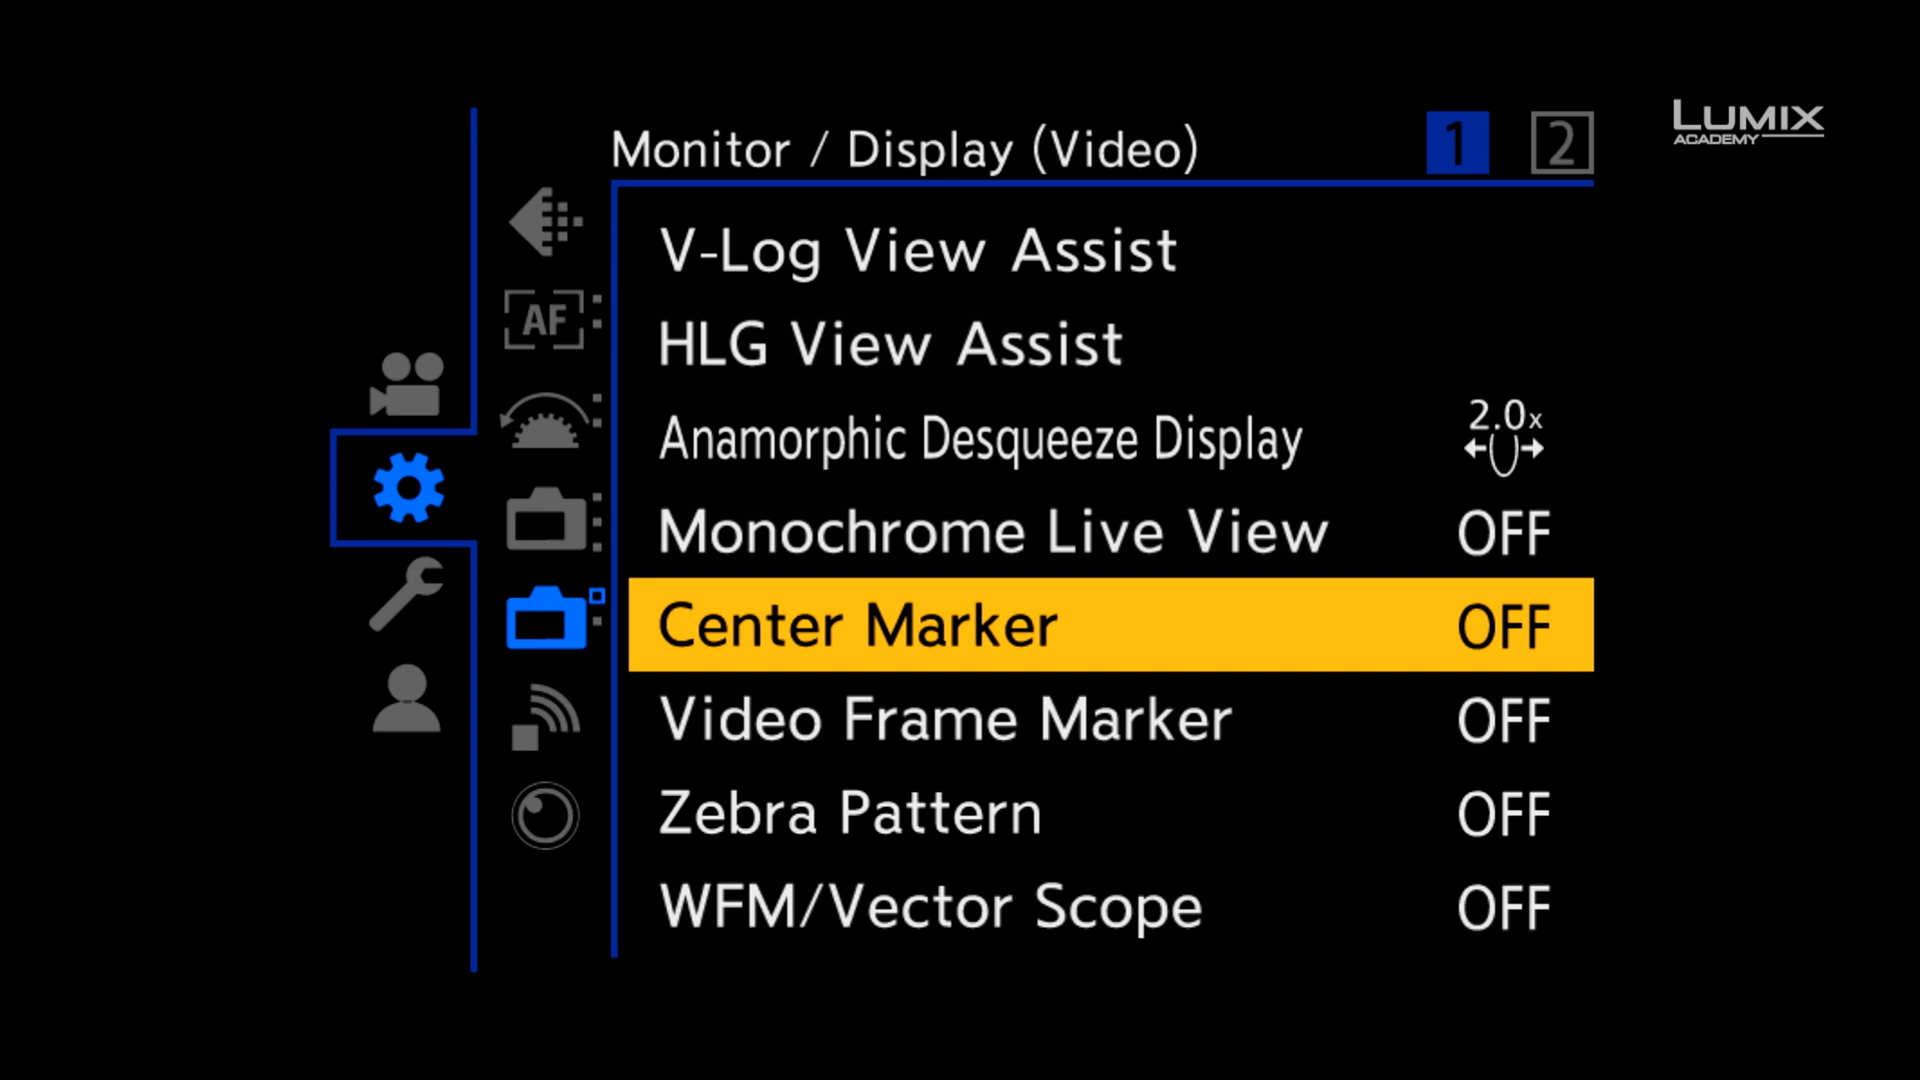 Monitor / Display (Video) 1 2
LUMIX
ACADEMY
AF
V-Log View Assist
HLG View Assist
Anamorphic Desqueeze Display 2.0x
Monochrome Live View OFF
Center Marker OFF
Video Frame Marker OFF
Zebra Pattern OFF
WFM/Vector Scope OFF